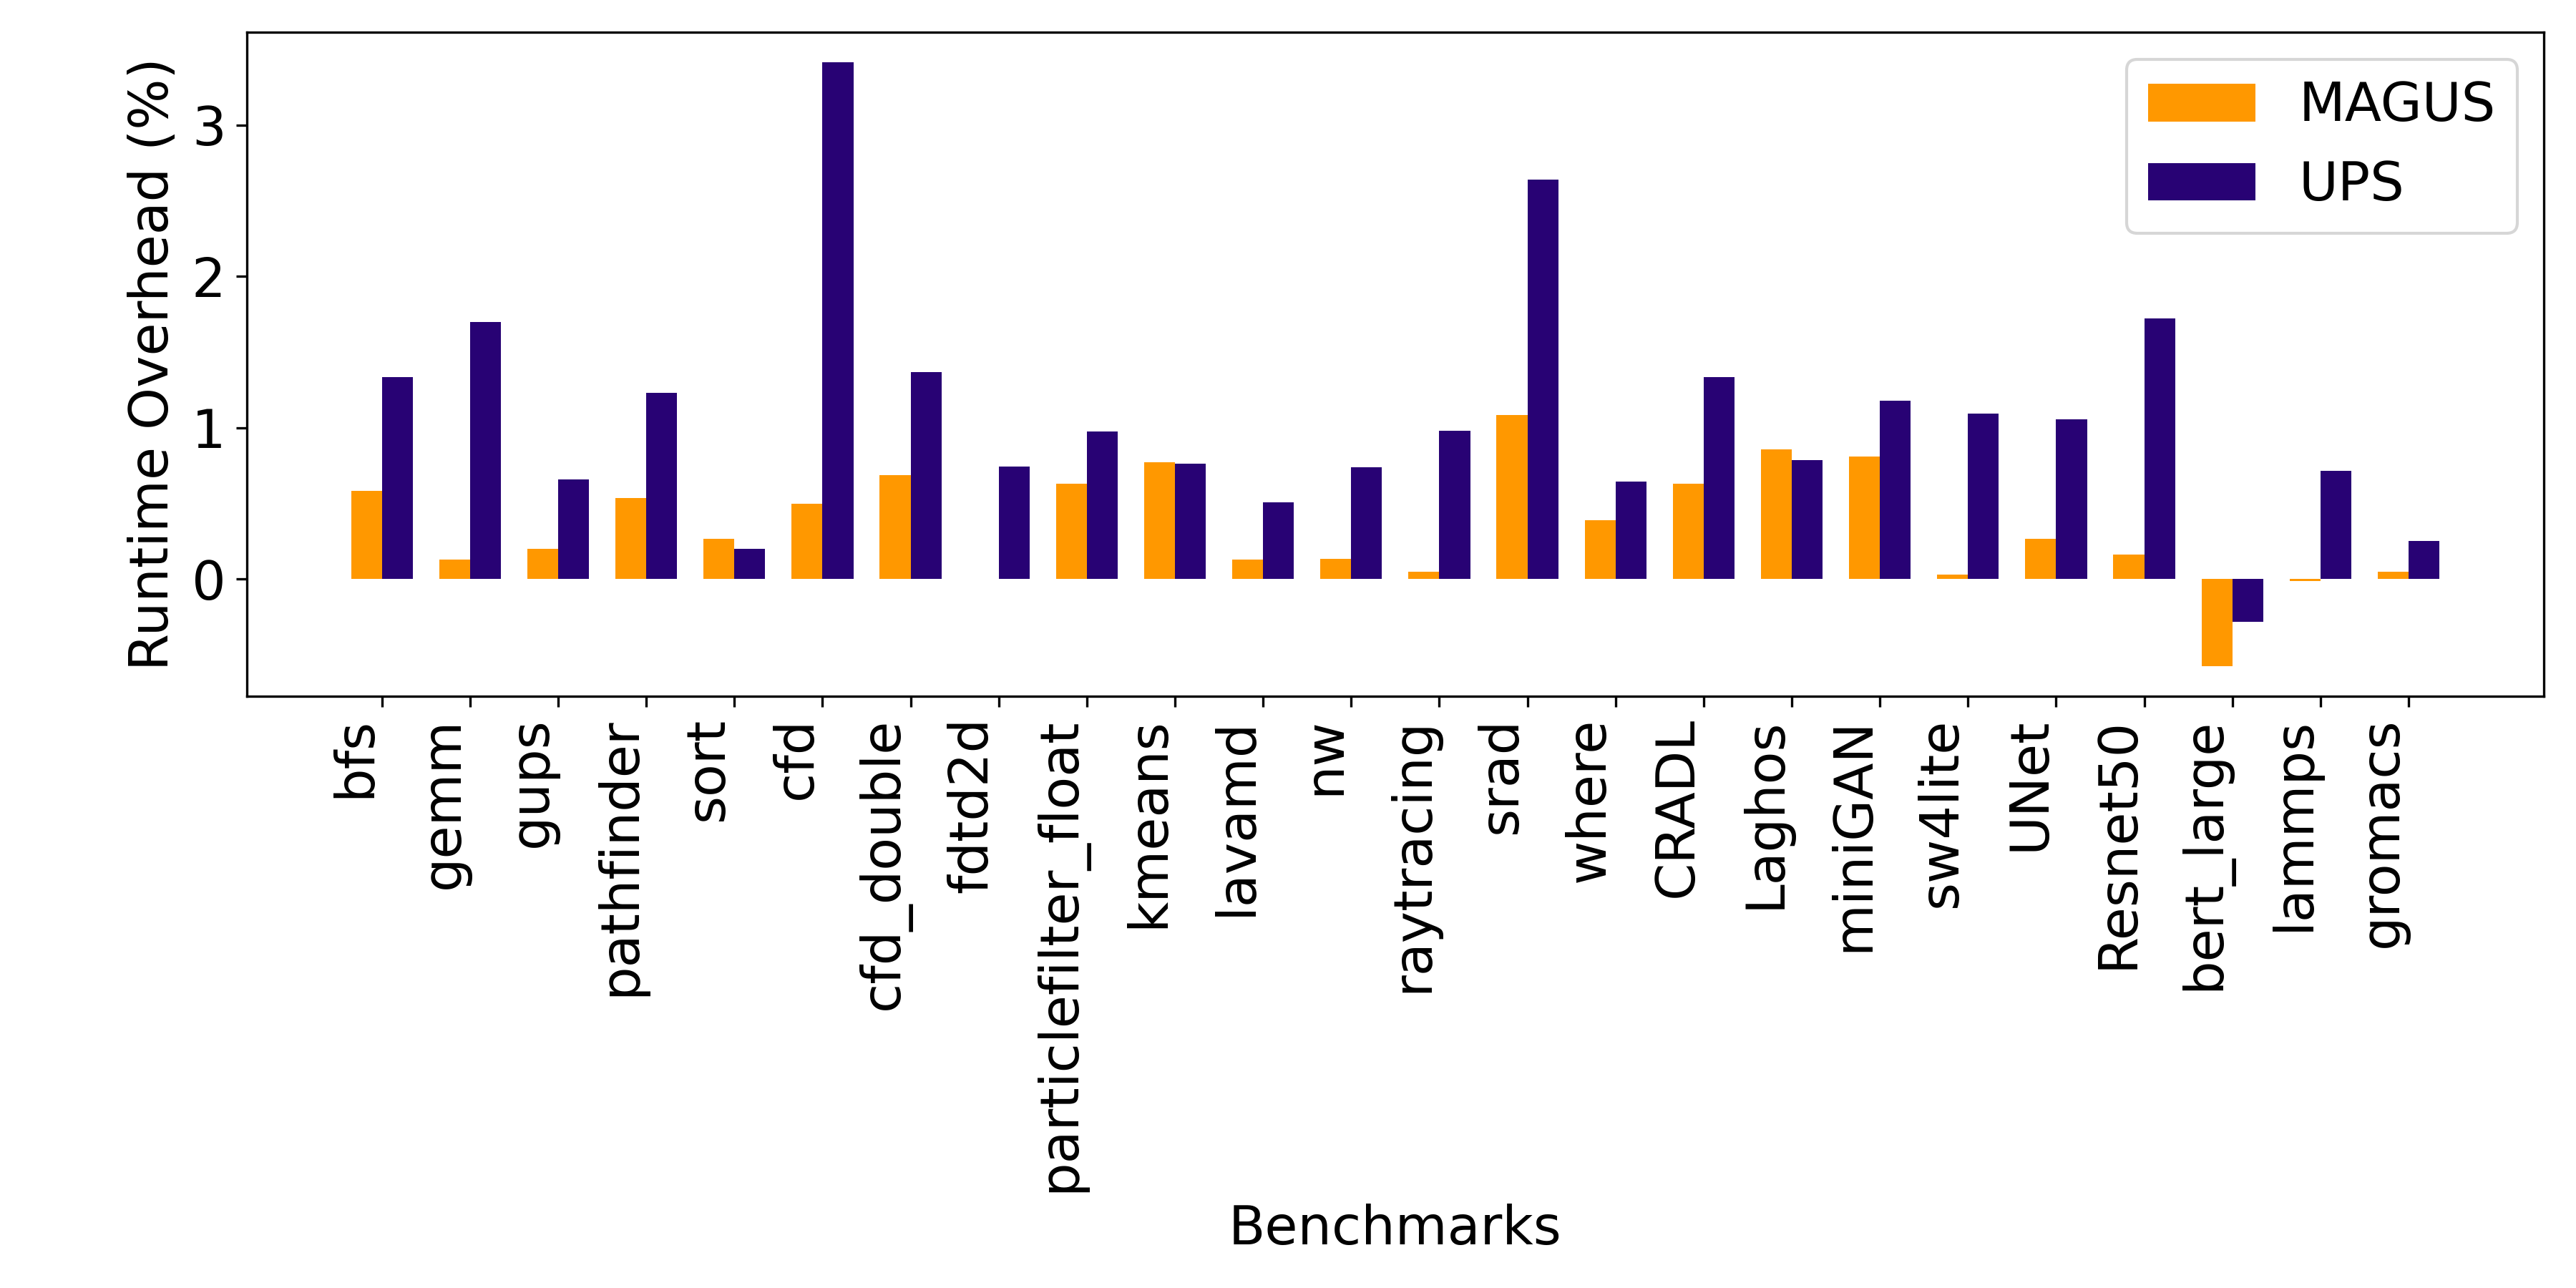 Runtime Overhead (%)
3
2
1
0
MAGUS
UPS
bfs
gemm
gups
pathfinder
sort
cfd
cfd_double
fdtd2d
particlefilter_float
kmeans
lavamd
nw
raytracing
srad
where
CRADL
Laghos
miniGAN
sw4lite
UNet
Resnet50
bert_large
lammps
gromacs
Benchmarks